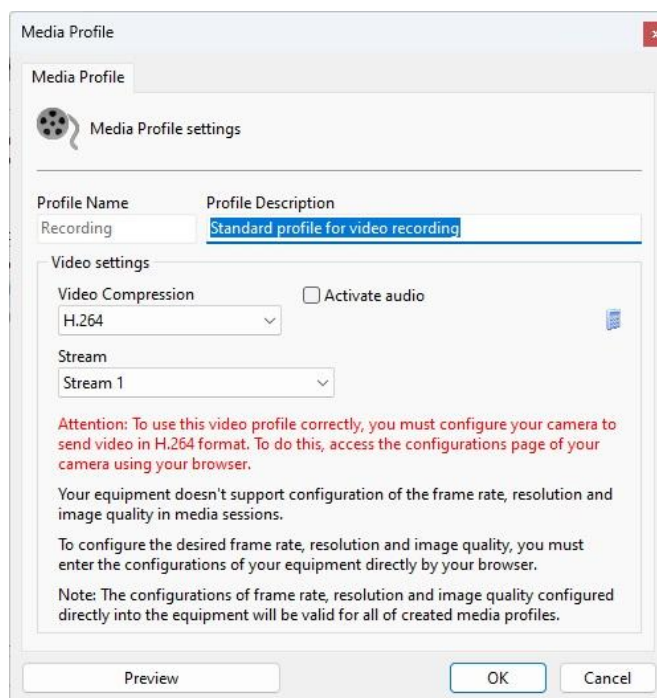 Media Profile
Media Profile
Media Profile settings
Profile Name
Profile Description
Recording
Standard profile for video recording
Video settings
Video Compression
Activate audio
H.264
Stream
Stream 1
Attention: To use this video profile correctly, you must configure your camera to
send video in H.264 format. To do this, access the configurations page of your
camera using your browser.
Your equipment doesn't support configuration of the frame rate, resolution and
image quality in media sessions.
To configure the desired frame rate, resolution and image quality, you must
enter the configurations of your equipment directly by your browser.
Note: The configurations of frame rate, resolution and image quality configured
directly into the equipment will be valid for all of created media profiles.
Preview
OK
Cancel